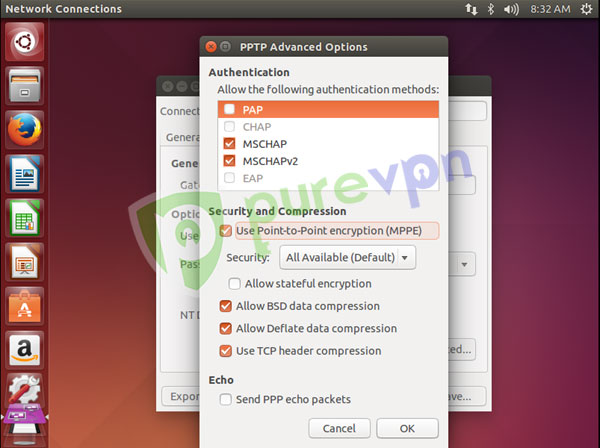 Network Connections
8:32 AM
PPTP Advanced Options
Authentication
Allow the following authentication methods:
PAP
CHAP
MSCHAP
MSCHAPv2
EAP
Security and Compression
Use Point-to-Point encryption (MPPE)
Security: All Available (Default)
Allow stateful encryption
Allow BSD data compression
Allow Deflate data compression
Use TCP header compression
Echo
Send PPP echo packets
Cancel OK
Connec
Genera
Gene
Gat
Optio
Use
Pas
NT D
Expor
ed...
ave...
purevpn
a